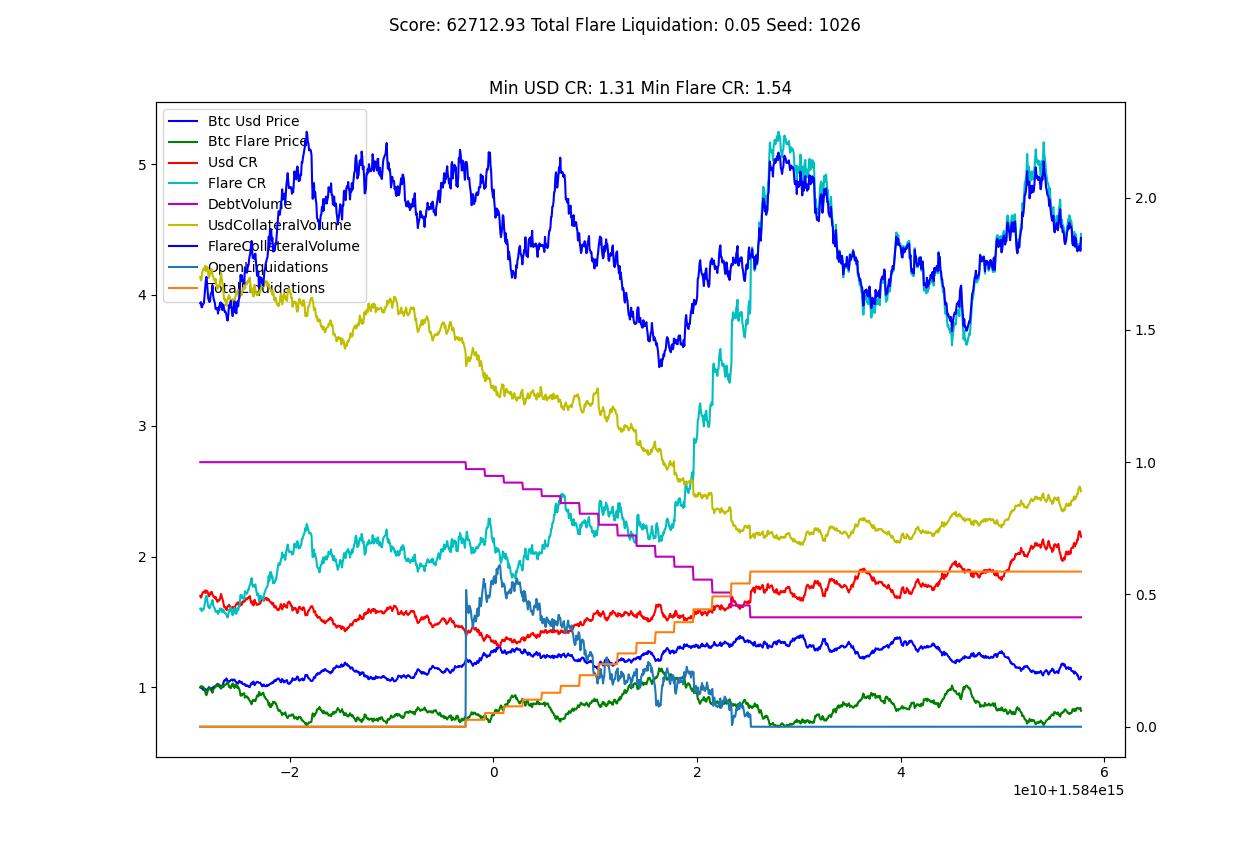 Score: 62712.93 Total Flare Liquidation: 0.05 Seed: 1026
Min USD CR: 1.31 Min Flare CR: 1.54
Btc Usd Price
Btc Flare Price
Usd CR
Flare CR
DebtVolume
UsdCollateralVolume
FlareCollateralVolume
OpenLiquidations
TotalLiquidations
5
4
3
2
1
2.0
1.5
1.0
0.5
0.0
−2
0
2
4
6
1e10+1.584e15